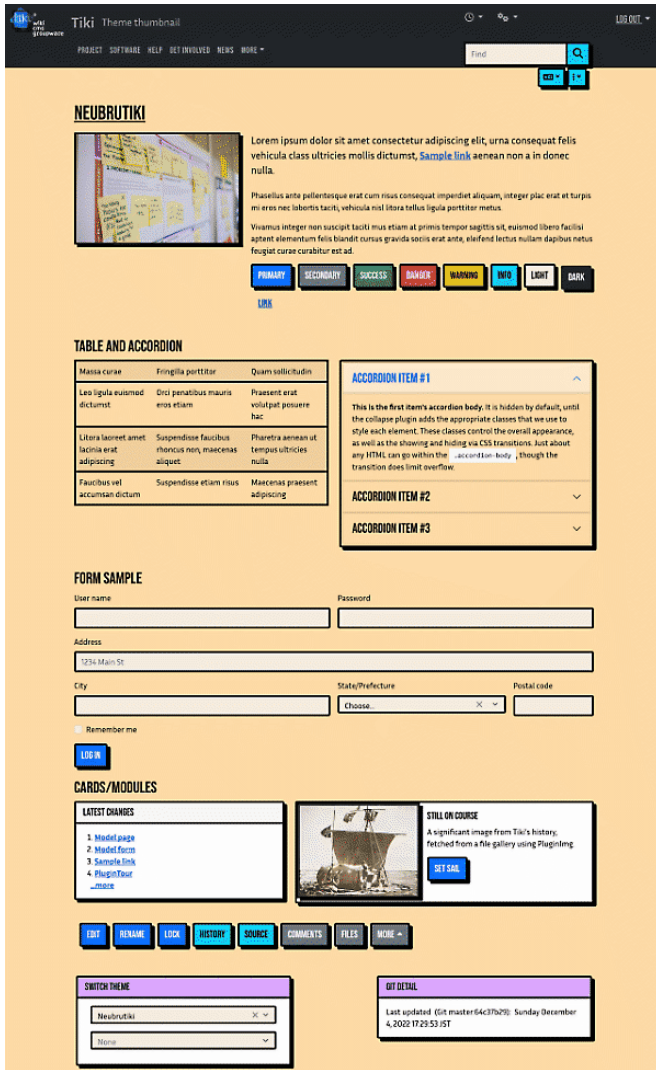 tiki
wiki
cms
groupware
Tiki Theme thumbnail
LOG OUT
PROJECT SOFTWARE HELP GET INVOLVED NEWS MORE
Find
NEUBRUTIKI
Lorem ipsum dolor sit amet consectetur adipiscing elit, urna consequat felis
vehicula class ultricies mollis dictumst, Sample link aenean non a in donec
nulla.
Phasellus ante pellentesque erat cum risus consequat imperdiet aliquam, integer plac erat et turpis
mi eros nec lobortis taciti, vehicula nisl litora tellus ligula porttitor metus.
Vivamus integer non suscipit taciti mus etiam at primis tempor sagittis sit, euismod libero facilisi
aptent elementum felis blandit cursus gravida sociis erat ante, eleifend lectus nullam dapibus netus
feugiat curae curabitur est ad.
PRIMARY SECONDARY SUCCESS DANGER WARNING INFO LIGHT DARK
LINK
TABLE AND ACCORDION
Massa curae Fringilla porttitor Quam sollicitudin
Leo ligula euismod Orci penatibus mauris Praesent erat
dictumst eros etiam volutpat posuere
hac
Litora laoreet amet Suspendisse faucibus Pharetra aenean ut
lacinia erat rhoncus non, maecenas tempus ultricies
adipiscing aliquet nulla
Faucibus vel Suspendisse etiam risus Maecenas praesent
accumsan dictum adipiscing
ACCORDION ITEM #1
This is the first item's accordion body. It is hidden by default, until
the collapse plugin adds the appropriate classes that we use to
style each element. These classes control the overall appearance,
as well as the showing and hiding via CSS transitions. Just about
any HTML can go within the .accordion-body , though the
transition does limit overflow.
ACCORDION ITEM #2
ACCORDION ITEM #3
FORM SAMPLE
User name Password
Address
1234 Main St
City State/Prefecture Postal code
Choose...
Remember me
LOG IN
CARDS/MODULES
LATEST CHANGES
1. Model page
2. Model form
3. Sample link
4. PluginTour
...more
STILL ON COURSE
A significant image from Tiki's history,
fetched from a file gallery using PluginImg.
SET SAIL
EDIT RENAME LOCK HISTORY SOURCE COMMENTS FILES MORE
SWITCH THEME
Neubrutiki
None
GIT DETAIL
Last updated (Git master:64c37b29): Sunday December
4, 2022 17:29:53 JST